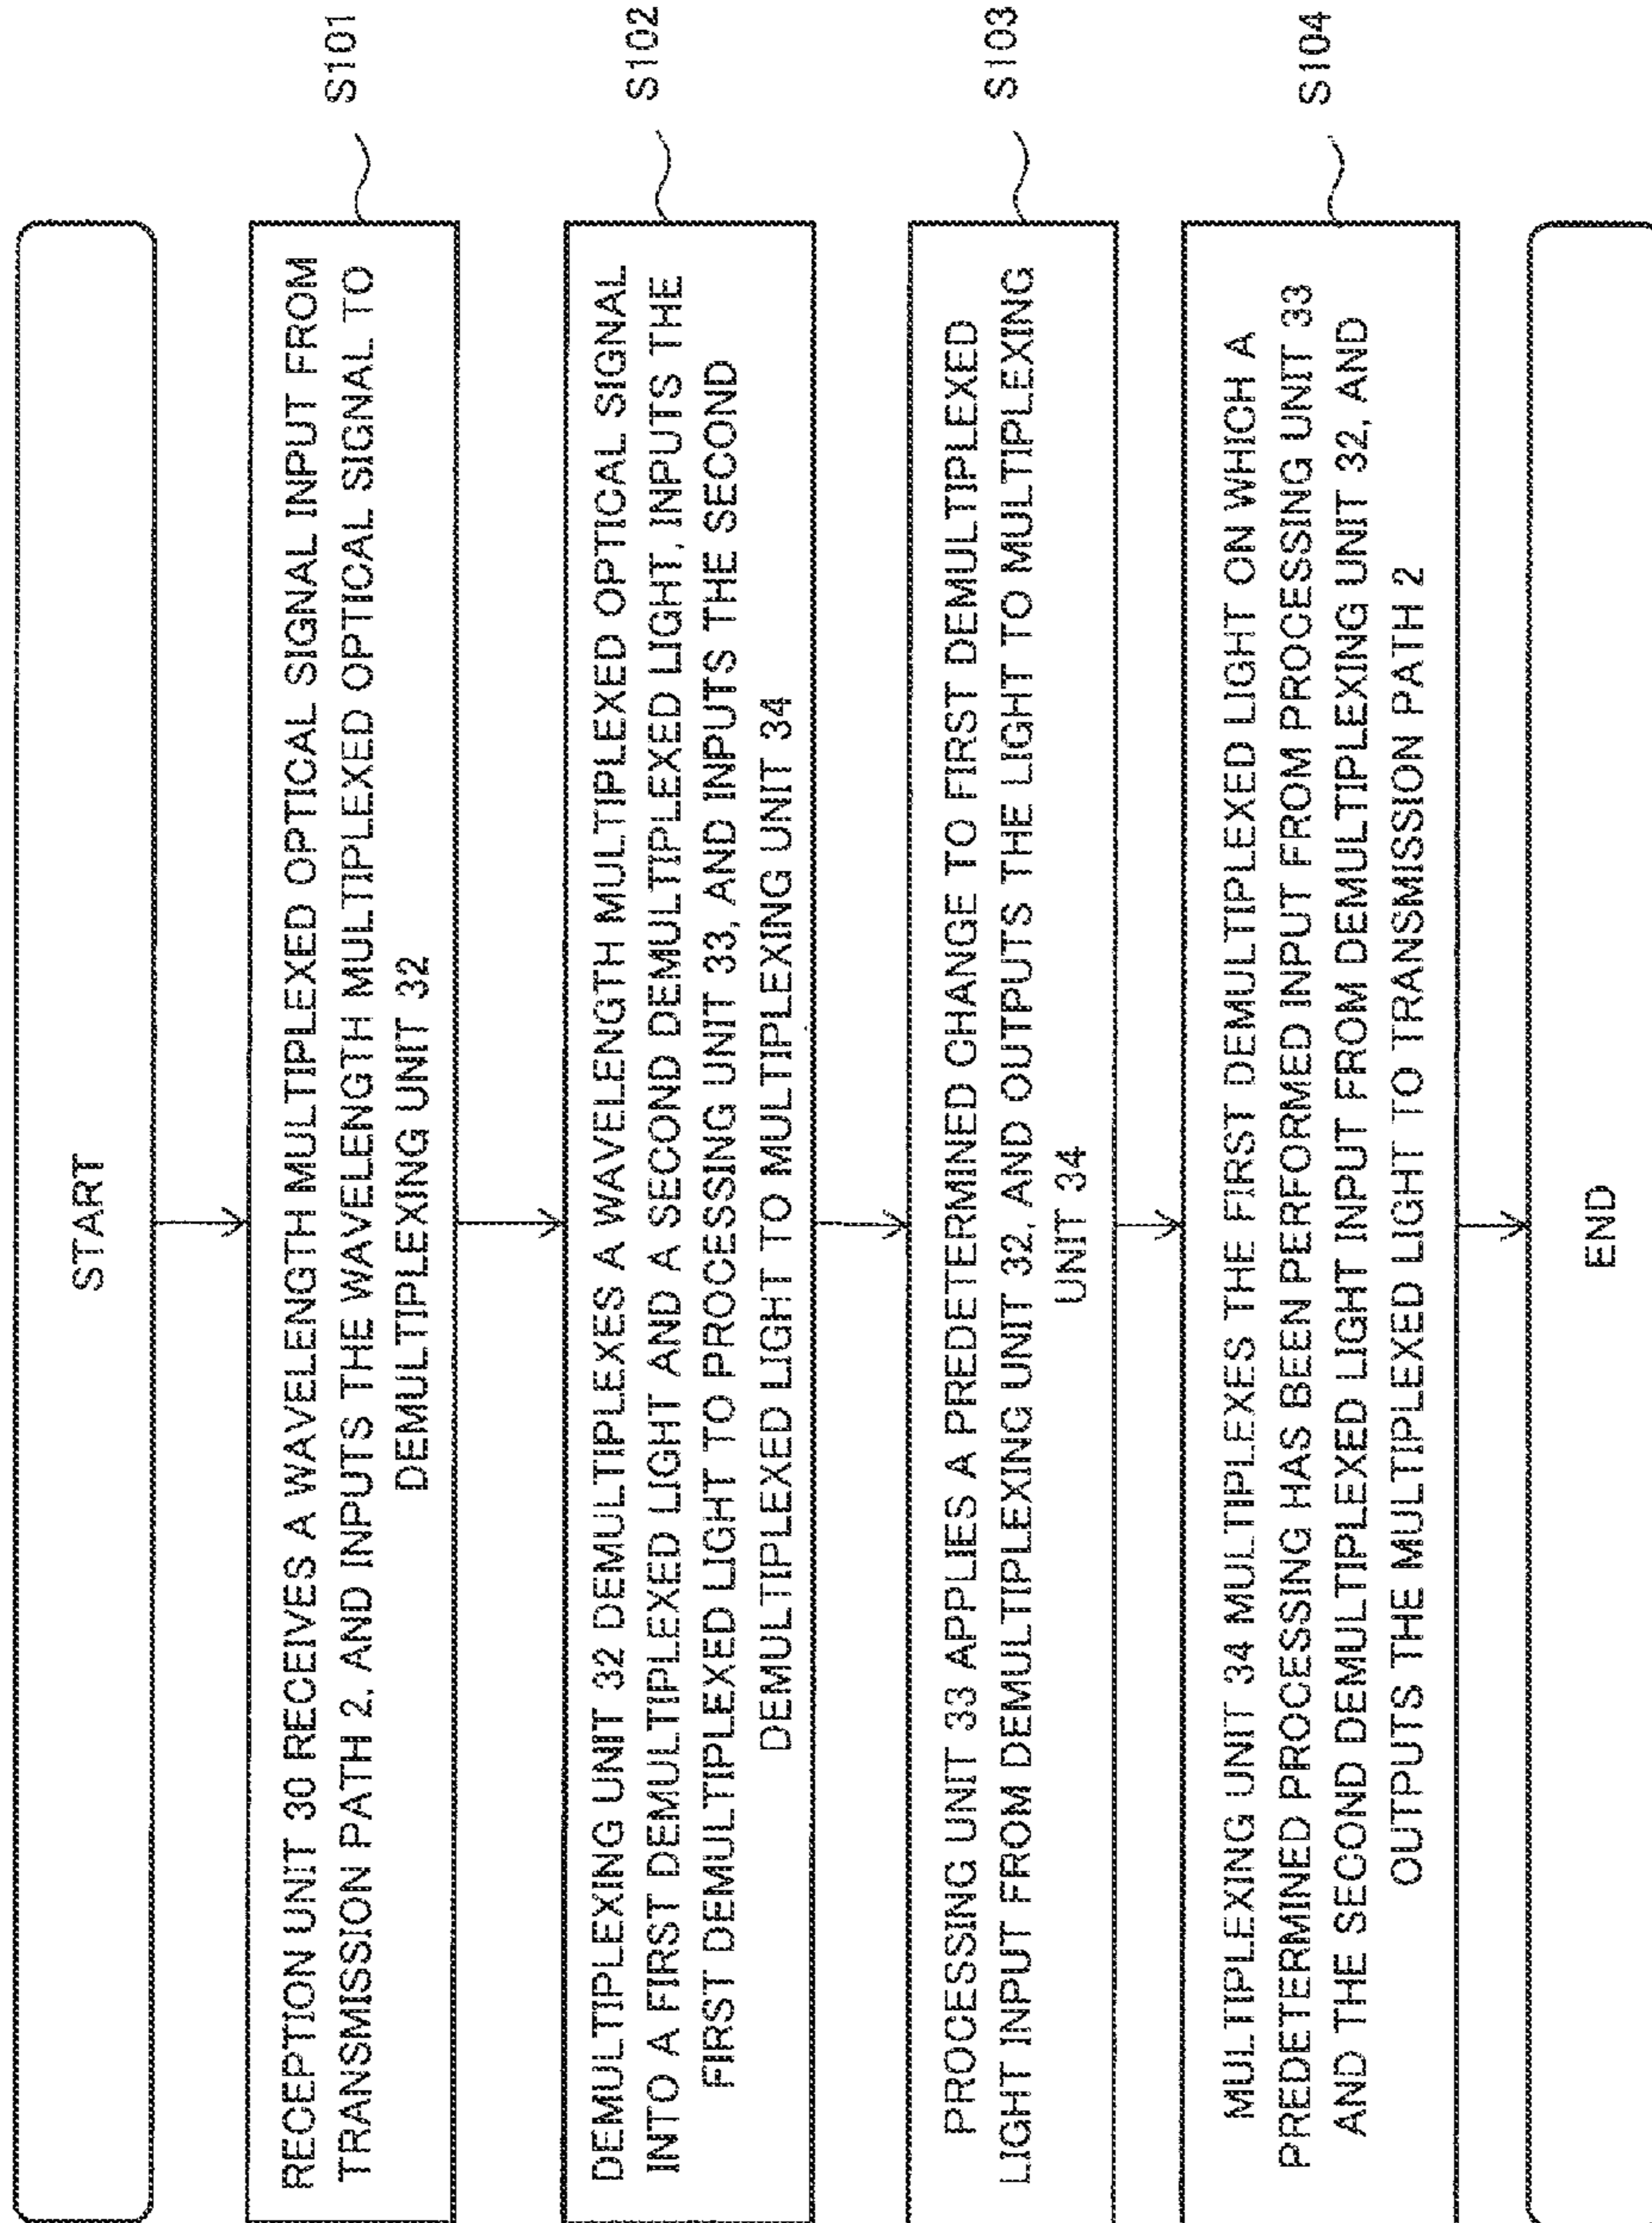 START
RECEPTION UNIT 30 RECEIVES A WAVELENGTH MULTIPLEXED OPTICAL SIGNAL INPUT FROM
TRANSMISSION PATH 2, AND INPUTS THE WAVELENGTH MULTIPLEXED OPTICAL SIGNAL TO
DEMULTIPLEXING UNIT 32
S101
DEMULTIPLEXING UNIT 32 DEMULTIPLEXES A WAVELENGTH MULTIPLEXED OPTICAL SIGNAL
INTO A FIRST DEMULTIPLEXED LIGHT AND A SECOND DEMULTIPLEXED LIGHT, INPUTS THE
FIRST DEMULTIPLEXED LIGHT TO PROCESSING UNIT 33, AND INPUTS THE SECOND
DEMULTIPLEXED LIGHT TO MULTIPLEXING UNIT 34
S102
PROCESSING UNIT 33 APPLIES A PREDETERMINED CHANGE TO FIRST DEMULTIPLEXED
LIGHT INPUT FROM DEMULTIPLEXING UNIT 32, AND OUTPUTS THE LIGHT TO MULTIPLEXING
UNIT 34
S103
MULTIPLEXING UNIT 34 MULTIPLEXES THE FIRST DEMULTIPLEXED LIGHT ON WHICH A
PREDETERMINED PROCESSING HAS BEEN PERFORMED INPUT FROM PROCESSING UNIT 33
AND THE SECOND DEMULTIPLEXED LIGHT INPUT FROM DEMULTIPLEXING UNIT 32, AND
OUTPUTS THE MULTIPLEXED LIGHT TO TRANSMISSION PATH 2
S104
END